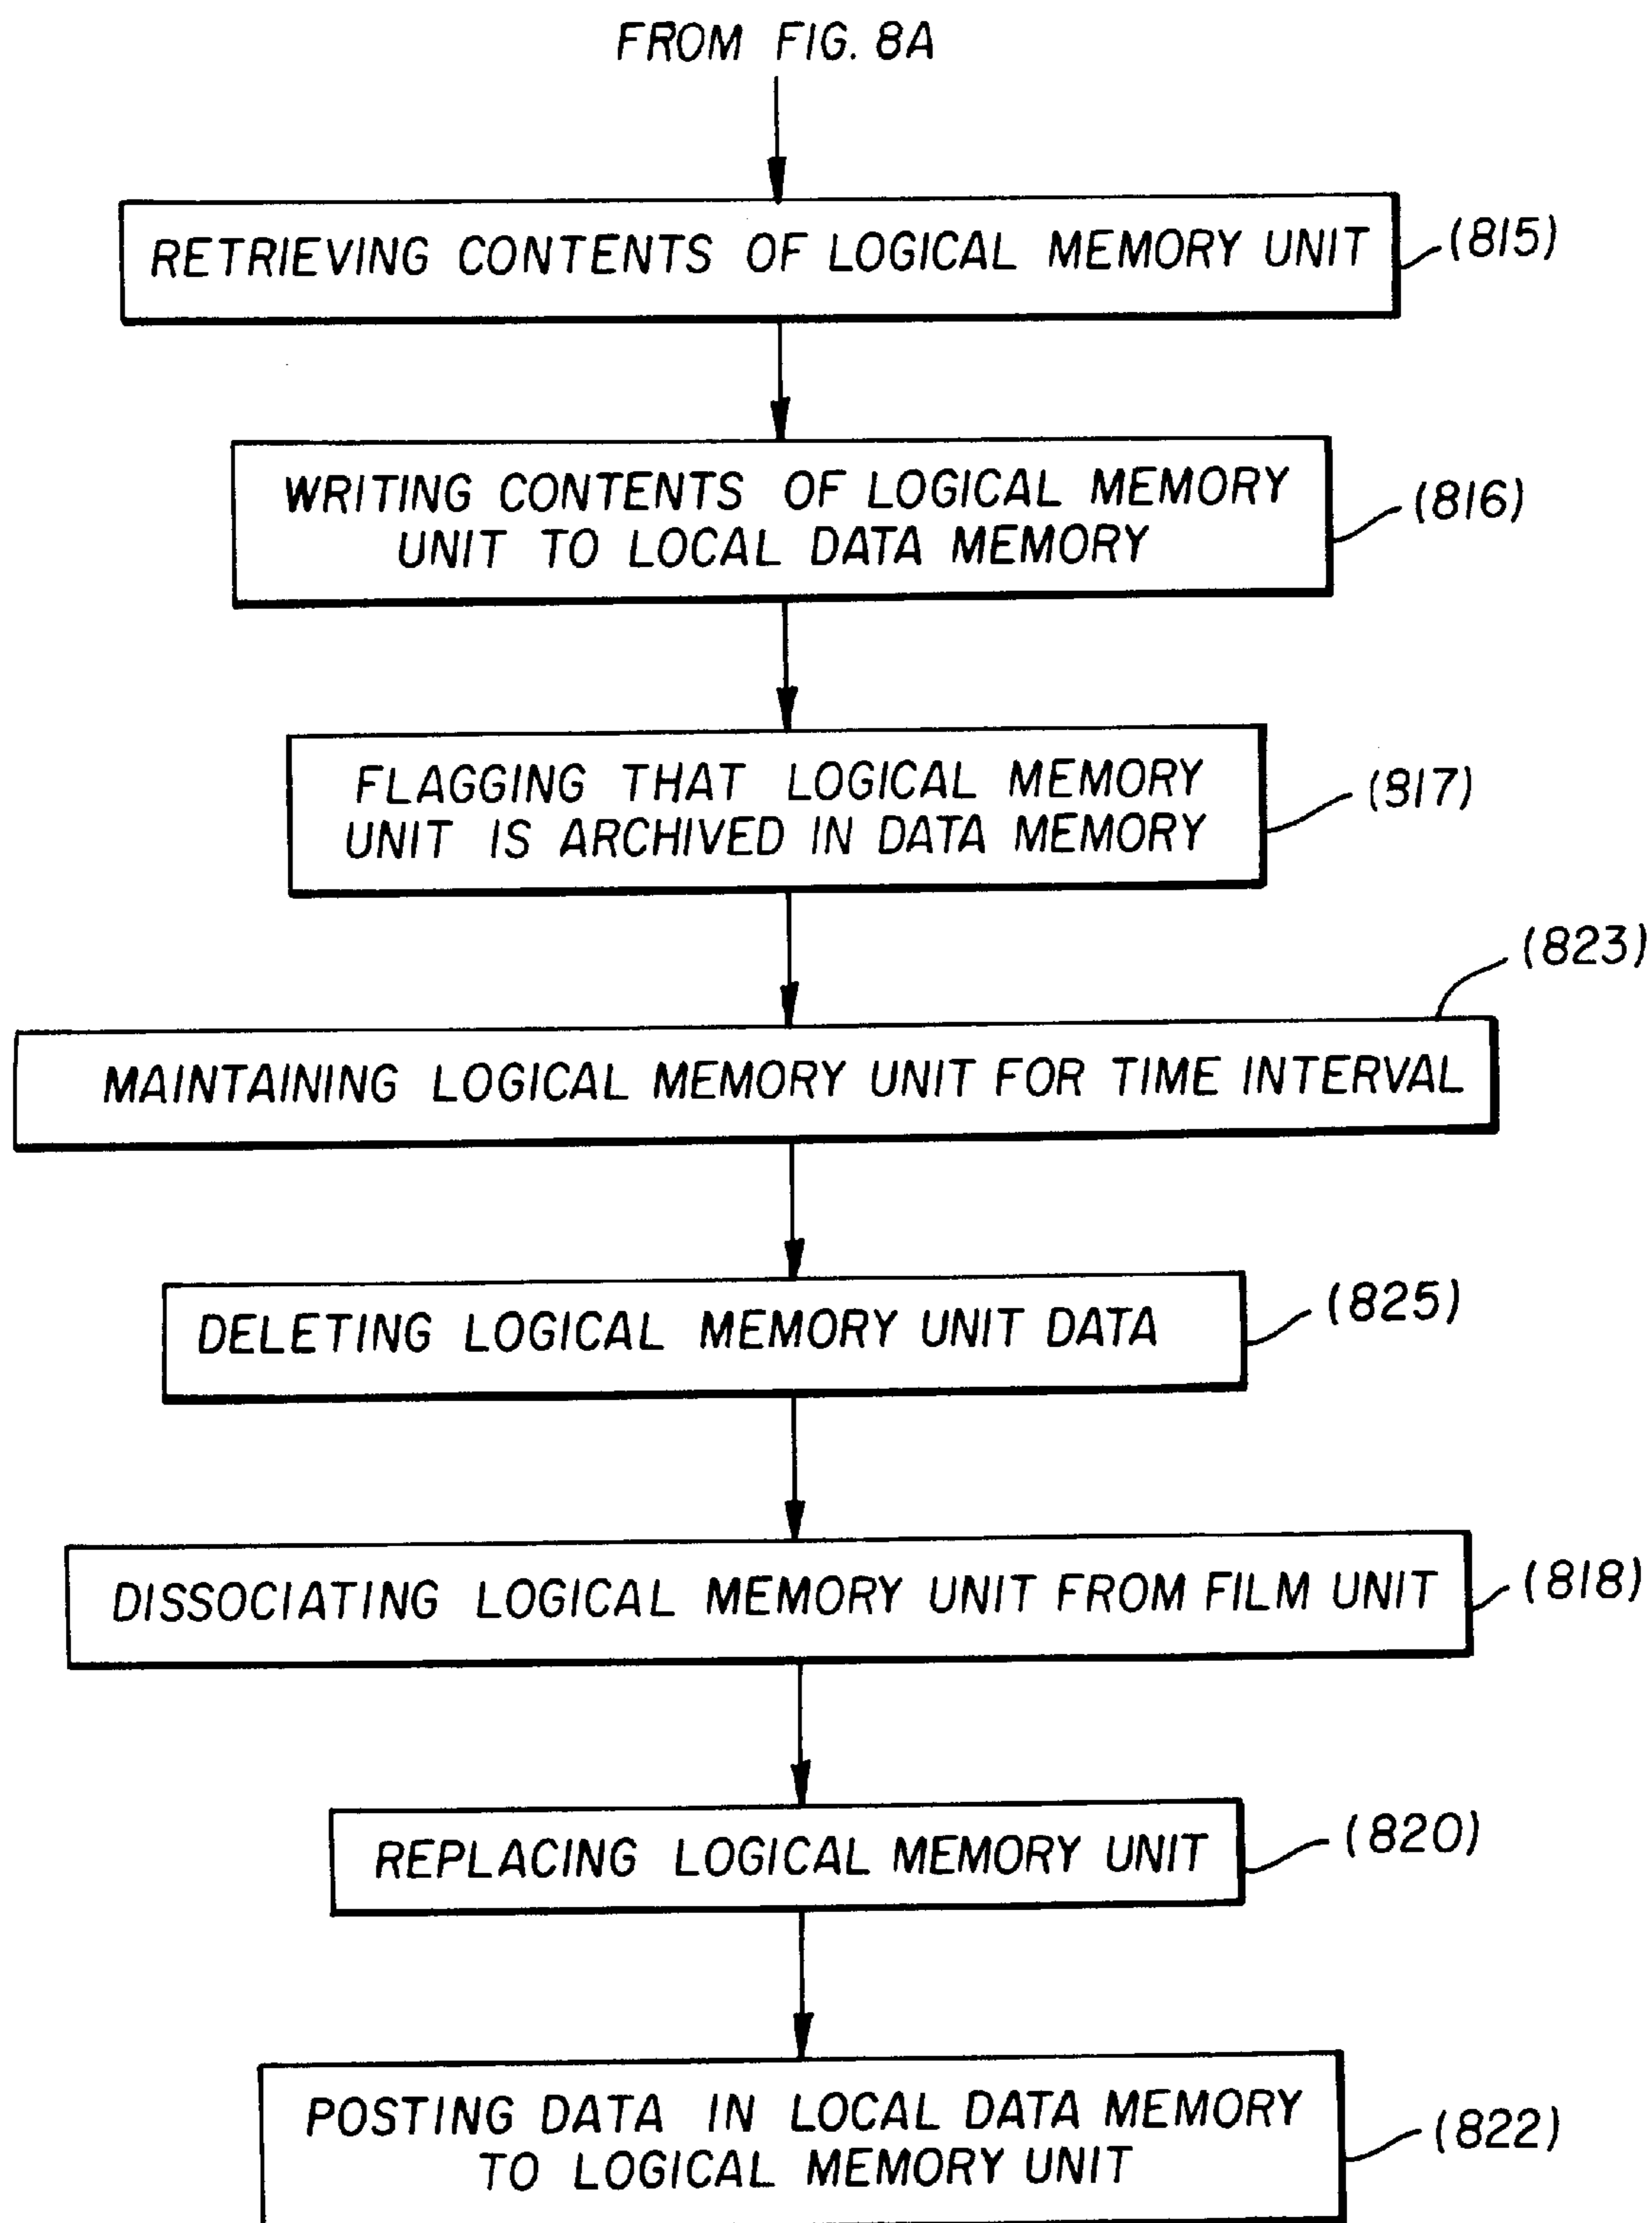 FROM FIG. 8A
RETRIEVING CONTENTS OF LOGICAL MEMORY UNIT
(815)
WRITING CONTENTS OF LOGICAL MEMORY
UNIT TO LOCAL DATA MEMORY
(816)
FLAGGING THAT LOGICAL MEMORY
UNIT IS ARCHIVED IN DATA MEMORY
(817)
(823)
MAINTAINING LOGICAL MEMORY UNIT FOR TIME INTERVAL
DELETING LOGICAL MEMORY UNIT DATA
(825)
DISSOCIATING LOGICAL MEMORY UNIT FROM FILM UNIT
(818)
REPLACING LOGICAL MEMORY UNIT
(820)
POSTING DATA IN LOCAL DATA MEMORY
TO LOGICAL MEMORY UNIT
(822)